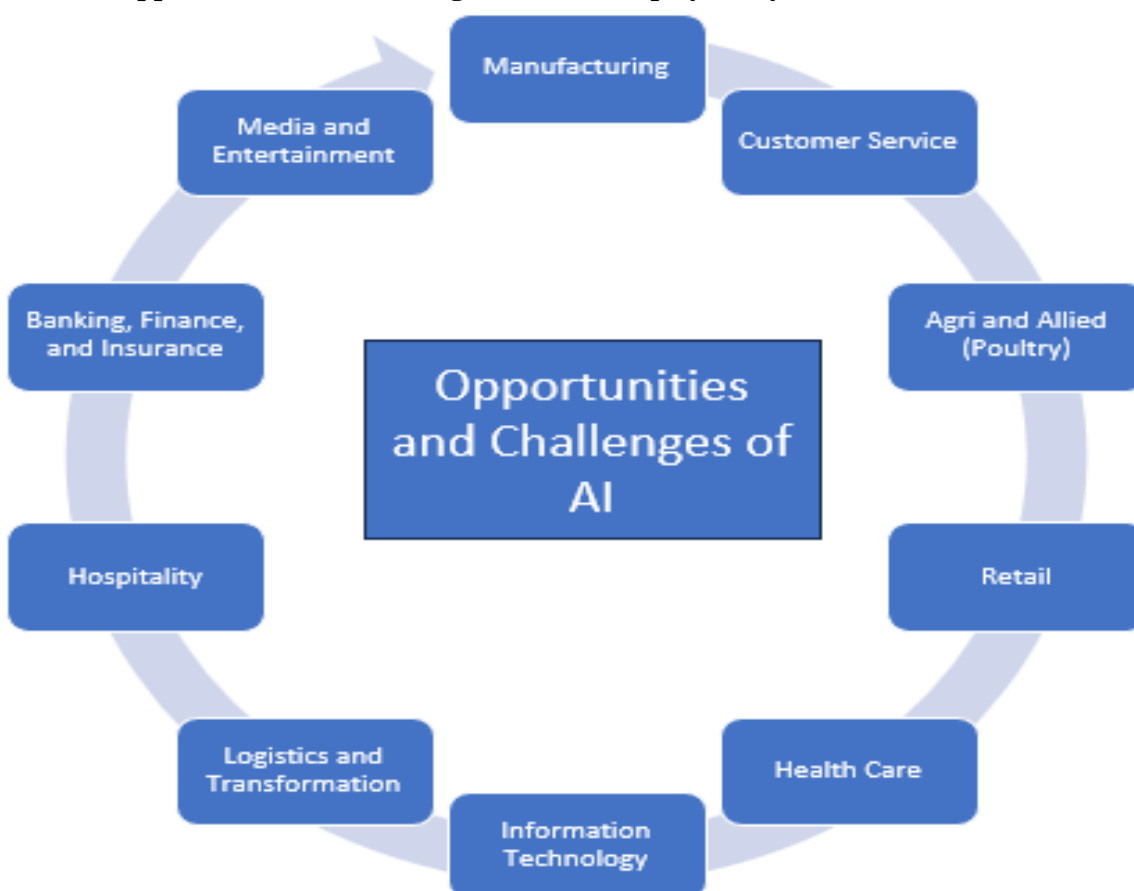 Manufacturing
Customer Service
Agri and Allied
(Poultry)
Retail
Health Care
Information
Technology
Logistics and
Transformation
Hospitality
Banking, Finance,
and Insurance
Media and
Entertainment
Opportunities
and Challenges of
AI